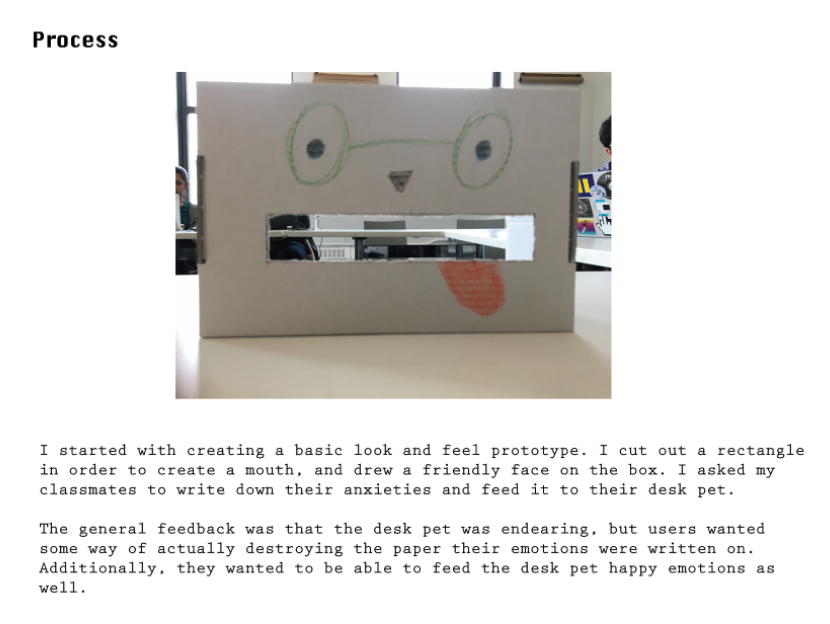 Process
I started with creating a basic look and feel prototype. I cut out a rectangle
in order to create a mouth, and drew a friendly face on the box. I asked my
classmates to write down their anxieties and feed it to their desk pet.
The general feedback was that the desk pet was endearing, but users wanted
some way of actually destroying the paper their emotions were written on.
Additionally, they wanted to be able to feed the desk pet happy emotions as
well.